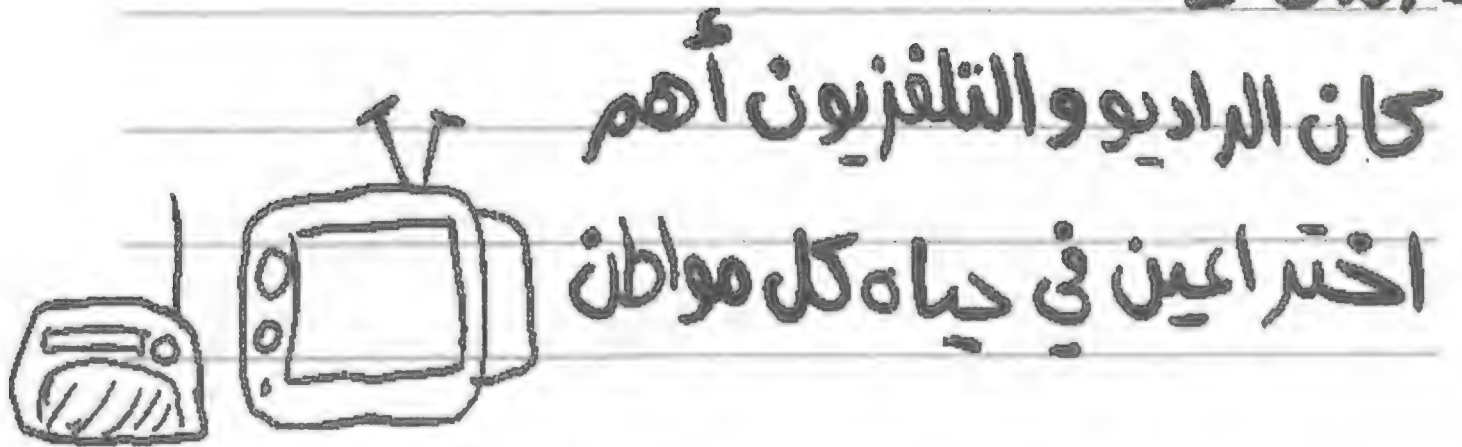 كان الراديو والتلفزيون أهم
اختراعين في حياه كل مواطن